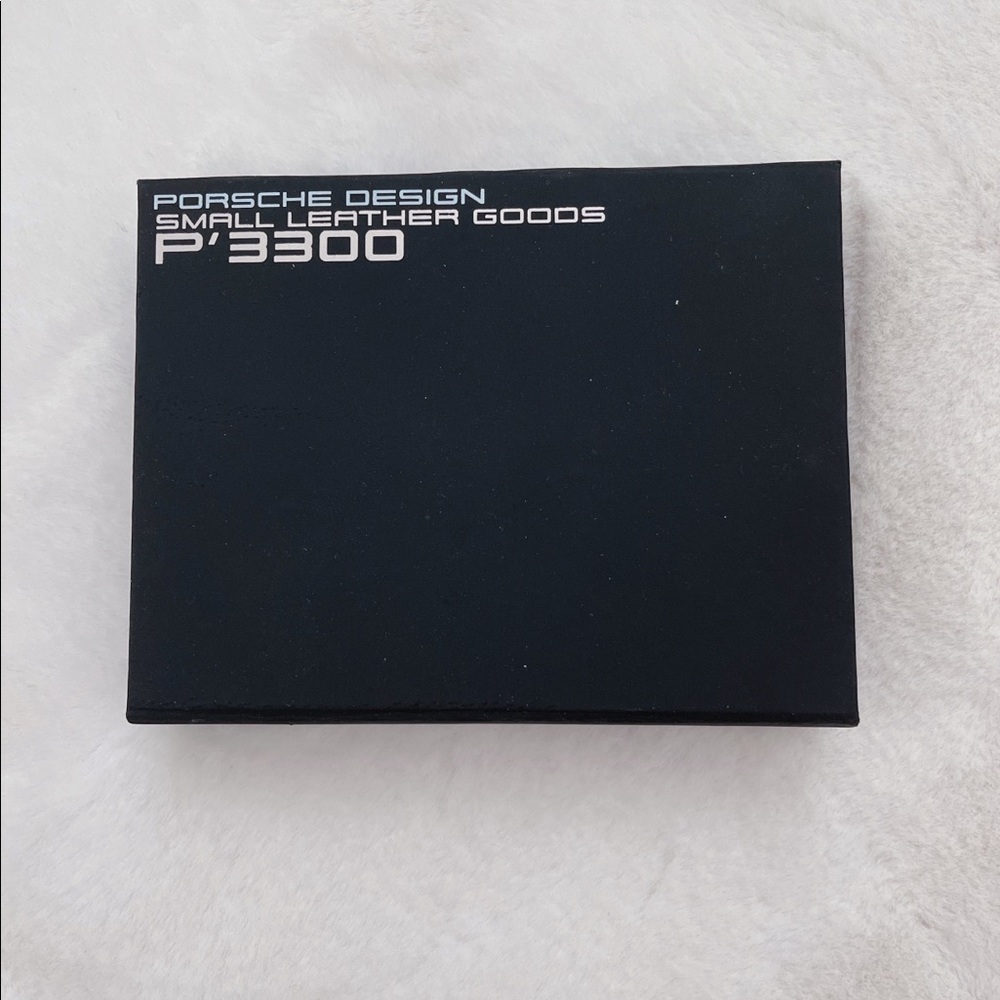 PORSCHE DESIGN
SMALL LEATHER GOODS
P'3300